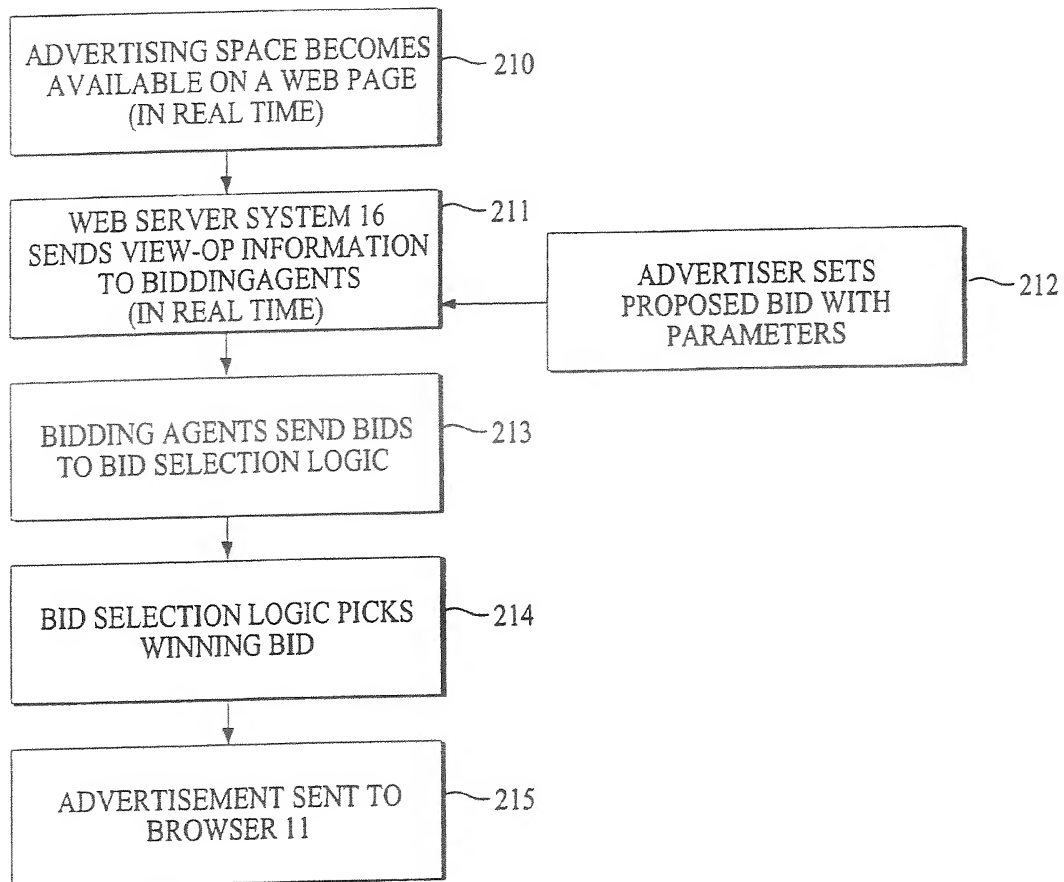 ADVERTISING SPACE BECOMES
AVAILABLE ON A WEB PAGE
(IN REAL TIME)
210
WEB SERVER SYSTEM 16
SENDS VIEW-OP INFORMATION
TO BIDDINGAGENTS
(IN REAL TIME)
211
ADVERTISER SETS
PROPOSED BID WITH
PARAMETERS
212
BIDDING AGENTS SEND BIDS
TO BID SELECTION LOGIC
213
BID SELECTION LOGIC PICKS
WINNING BID
214
ADVERTISEMENT SENT TO
BROWSER 11
215